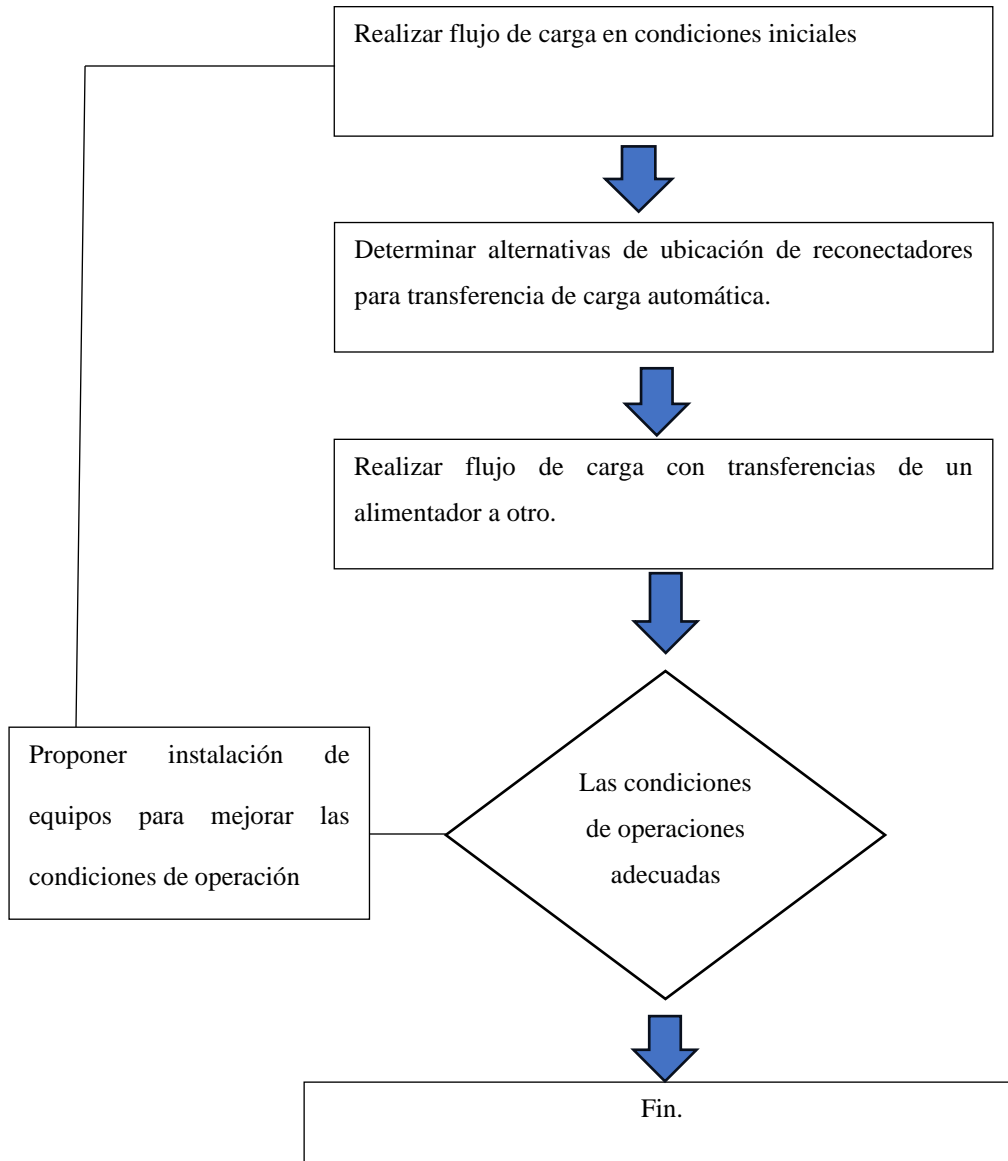 Realizar flujo de carga en condiciones iniciales
Determinar alternativas de ubicación de reconectadores
para transferencia de carga automática.
Realizar flujo de carga con transferencias de un
alimentador a otro.
Proponer instalación de
equipos para mejorar las
condiciones de operación
Las condiciones
de operaciones
adecuadas
Fin.